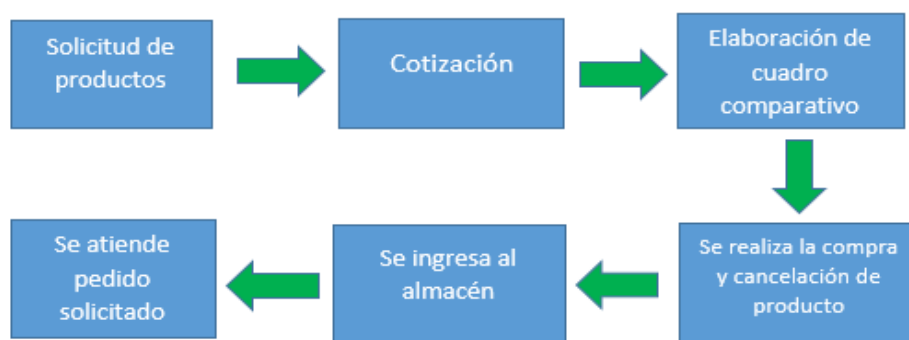 Solicitud de
productos
Cotización
Elaboración de
cuadro
comparativo
Se realiza la compra
y cancelación de
producto
Se ingresa al
almacén
Se atiende
pedido
solicitado